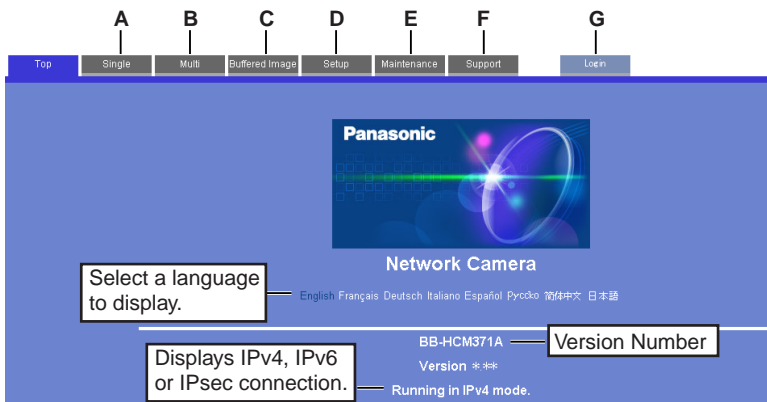 A B C D E F G
Top Single Multi Buffered Image Setup Maintenance Support Login
Panasonic
Network Camera
Select a language
to display.
English Français Deutsch Italiano Español Русско 简体中文 日本語
BB-HCM371A
Version Number
Version *.**
Displays IPv4, IPv6
or IPsec connection.
Running in IPv4 mode.